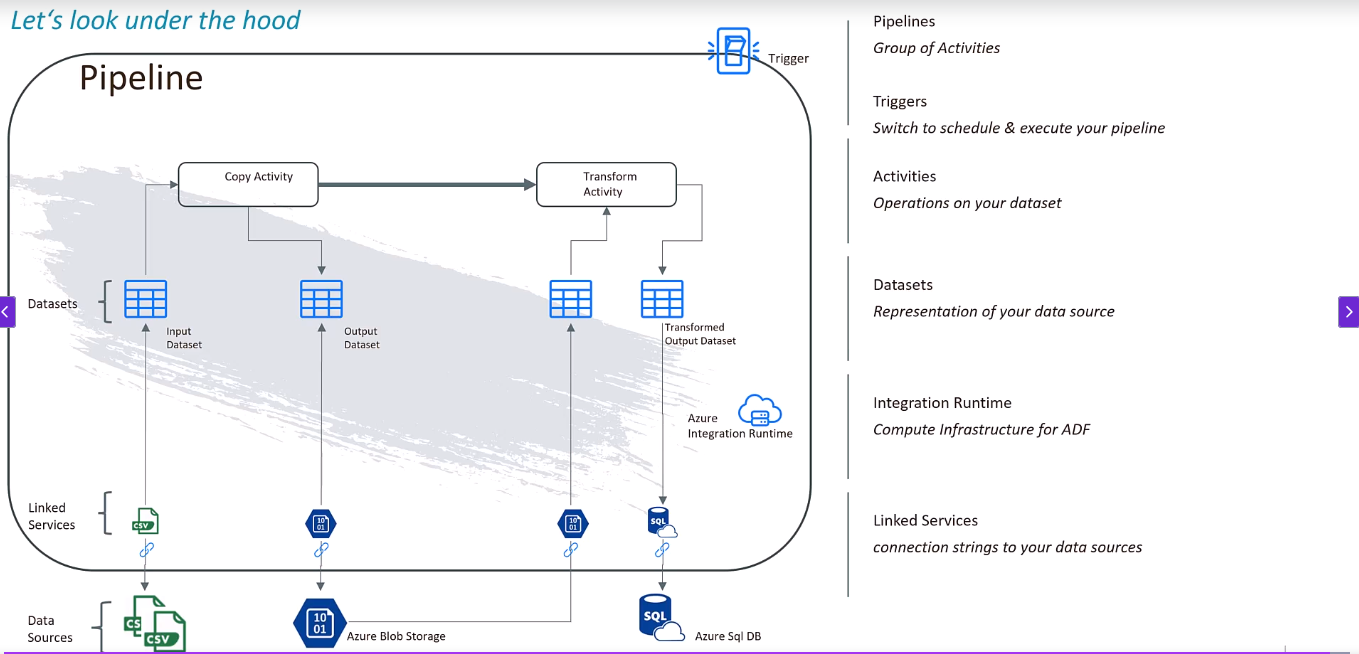 Let's look under the hood
Pipeline
Trigger
Copy Activity
Transform
Activity
Datasets
Input
Dataset
Output
Dataset
Transformed
Output Dataset
Azure
Integration Runtime
Linked
Services
CSV
10
01
10
01
SQL
Data
Sources
CS
CSV
10
01
Azure Blob Storage
SQL
Azure Sql DB
Pipelines
Group of Activities
Triggers
Switch to schedule & execute your pipeline
Activities
Operations on your dataset
Datasets
Representation of your data source
Integration Runtime
Compute Infrastructure for ADF
Linked Services
connection strings to your data sources